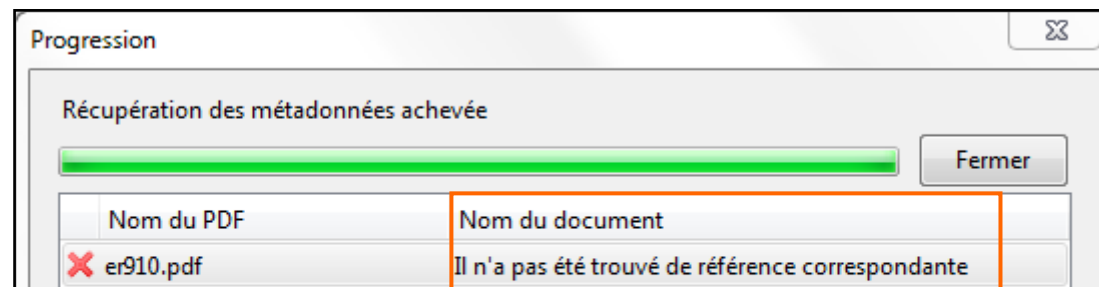 Progression
Récupération des métadonnées achevée
Fermer
Nom du PDF Nom du document
er910.pdf Il n'a pas été trouvé de référence correspondante